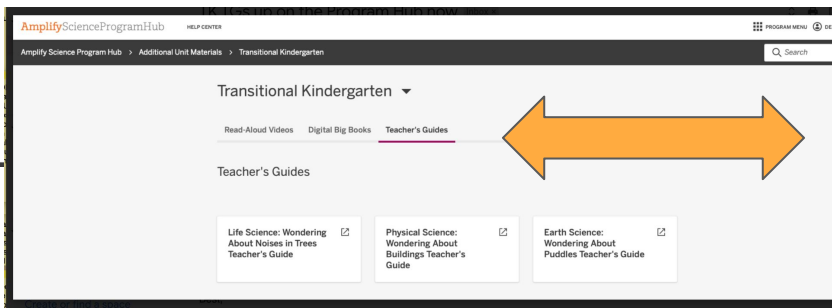 TK TGs up on the Program Hub now
AmplifyScienceProgramHub HELP CENTER PROGRAM MENU DE
Amplify Science Program Hub > Additional Unit Materials > Transitional Kindergarten Search
Transitional Kindergarten
Read-Aloud Videos Digital Big Books Teacher's Guides
Teacher's Guides
Life Science: Wondering
About Noises in Trees
Teacher's Guide
Physical Science:
Wondering About
Buildings Teacher's
Guide
Earth Science:
Wondering About
Puddles Teacher's Guide
Create or find a space